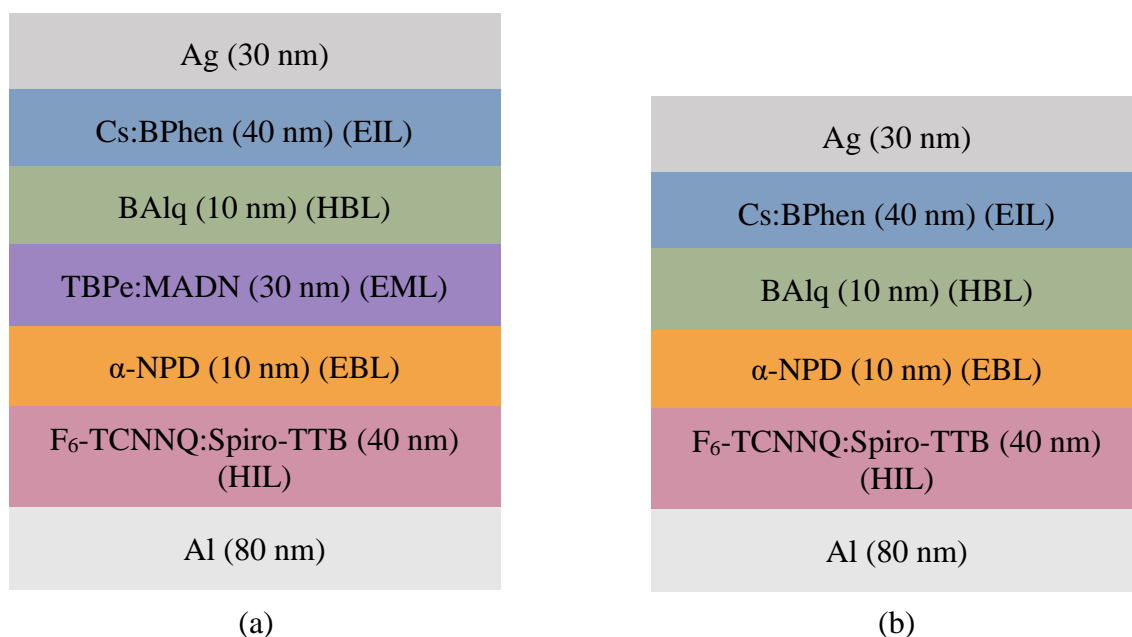 Ag (30 nm)
Cs:BPhen (40 nm) (EIL)
BAlq (10 nm) (HBL)
TBPe:MADN (30 nm) (EML)
α-NPD (10 nm) (EBL)
F₆-TCNNQ:Spiro-TTB (40 nm)
(HIL)
Al (80 nm)
(a)
Ag (30 nm)
Cs:BPhen (40 nm) (EIL)
BAlq (10 nm) (HBL)
α-NPD (10 nm) (EBL)
F₆-TCNNQ:Spiro-TTB (40 nm)
(HIL)
Al (80 nm)
(b)